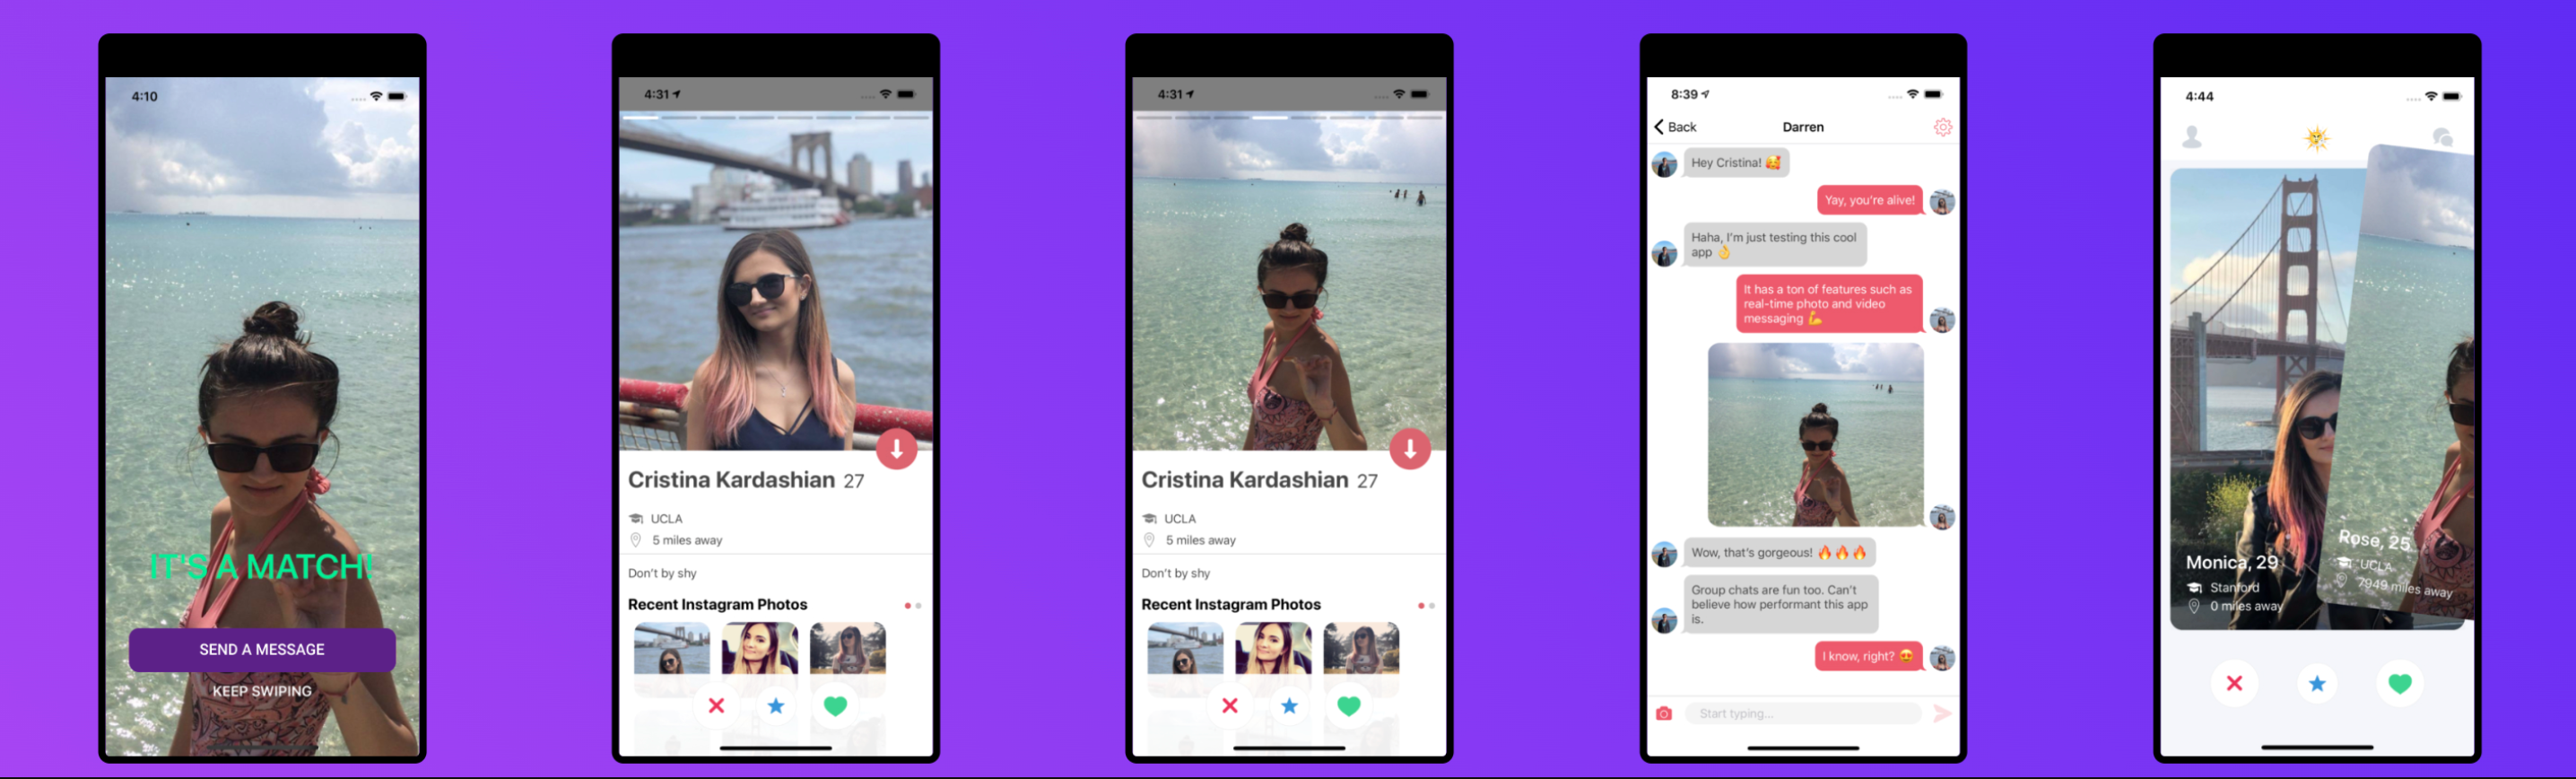 4:10
IT'S A MATCH!
SEND A MESSAGE
KEEP SWIPING
4:31
Cristina Kardashian 27
UCLA
5 miles away
Don't by shy
Recent Instagram Photos
4:31
Cristina Kardashian 27
UCLA
5 miles away
Don't by shy
Recent Instagram Photos
8:39
Back
Darren
Hey Cristina! 🥰
Yay, you're alive!
Haha, I'm just testing this cool
app 👌
It has a ton of features such as
real-time photo and video
messaging 💪
Wow, that's gorgeous! 🔥🔥🔥
Group chats are fun too. Can't
believe how performant this app
is.
I know, right? 😍
Start typing...
4:44
Monica, 29
Stanford
0 miles away
Rose, 25
UCLA
7949 miles away